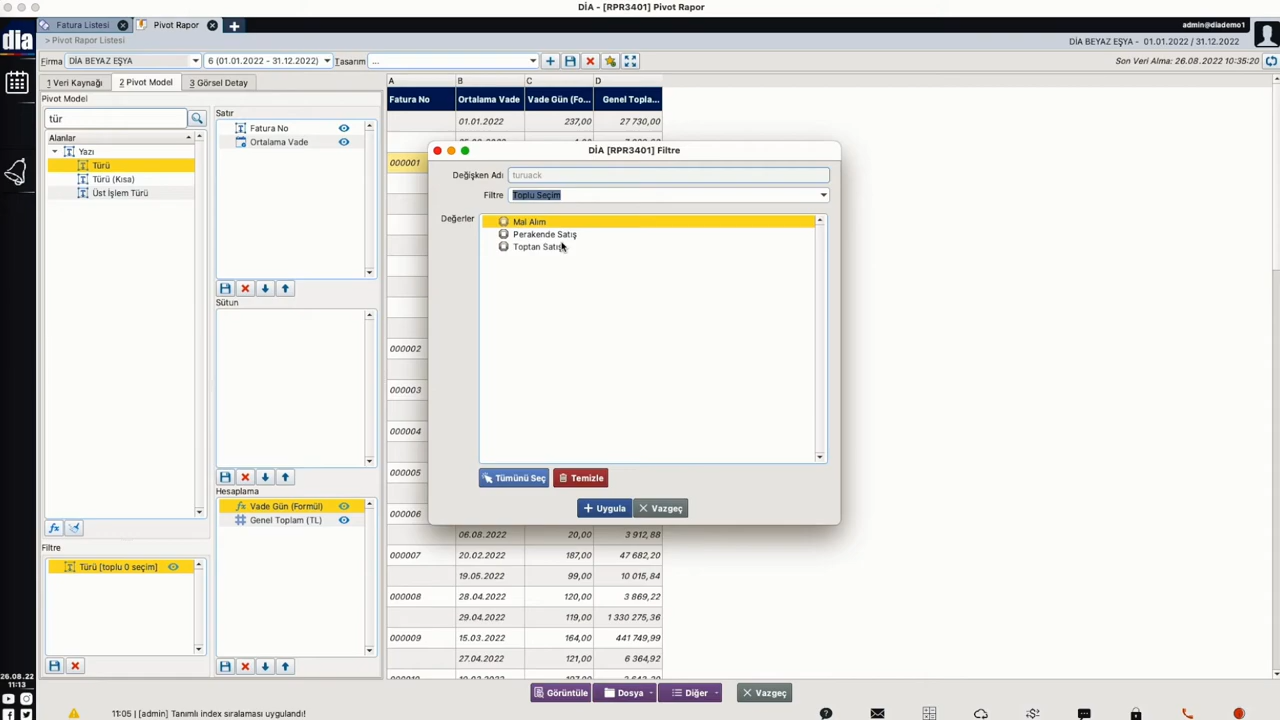 DİA - [RPR3401] Pivot Rapor
dia
Fatura Listesi
Pivot Rapor
admin@diademo1
> Pivot Rapor Listesi
DİA BEYAZ EŞYA - 01.01.2022 / 31.12.2022
Firma DİA BEYAZ EŞYA 6 (01.01.2022 - 31.12.2022) Tasarım ...
Son Veri Alma: 26.08.2022 10:35:20
1 Veri Kaynağı 2 Pivot Model 3 Görsel Detay
Pivot Model
tür
Alanlar
Yazı
Türü
Türü (Kısa)
Üst İşlem Türü
Filtre
Türü [toplu 0 seçim]
Satır
Fatura No
Ortalama Vade
Sütun
Hesaplama
Vade Gün (Formül)
Genel Toplam (TL)
A B C D
Fatura No Ortalama Vade Vade Gün (Fo... Genel Topla...
01.01.2022 237,00 27 730,00
000001
000002
000003
000004
000005
000006
06.08.2022 20,00 3 912,88
000007 20.02.2022 187,00 47 682,20
19.05.2022 99,00 10 015,84
000008 28.04.2022 120,00 3 869,22
29.04.2022 119,00 1 330 275,36
000009 15.03.2022 164,00 441 749,99
27.04.2022 121,00 6 364,92
DİA [RPR3401] Filtre
Değişken Adı turuack
Filtre Toplu Seçim
Değerler
Mal Alım
Perakende Satış
Toptan Satış
Tümünü Seç Temizle
Uygula Vazgeç
Görüntüle Dosya Diğer Vazgeç
26.08.22
11:13
11:05 | [admin] Tanımlı index sıralaması uygulandı!